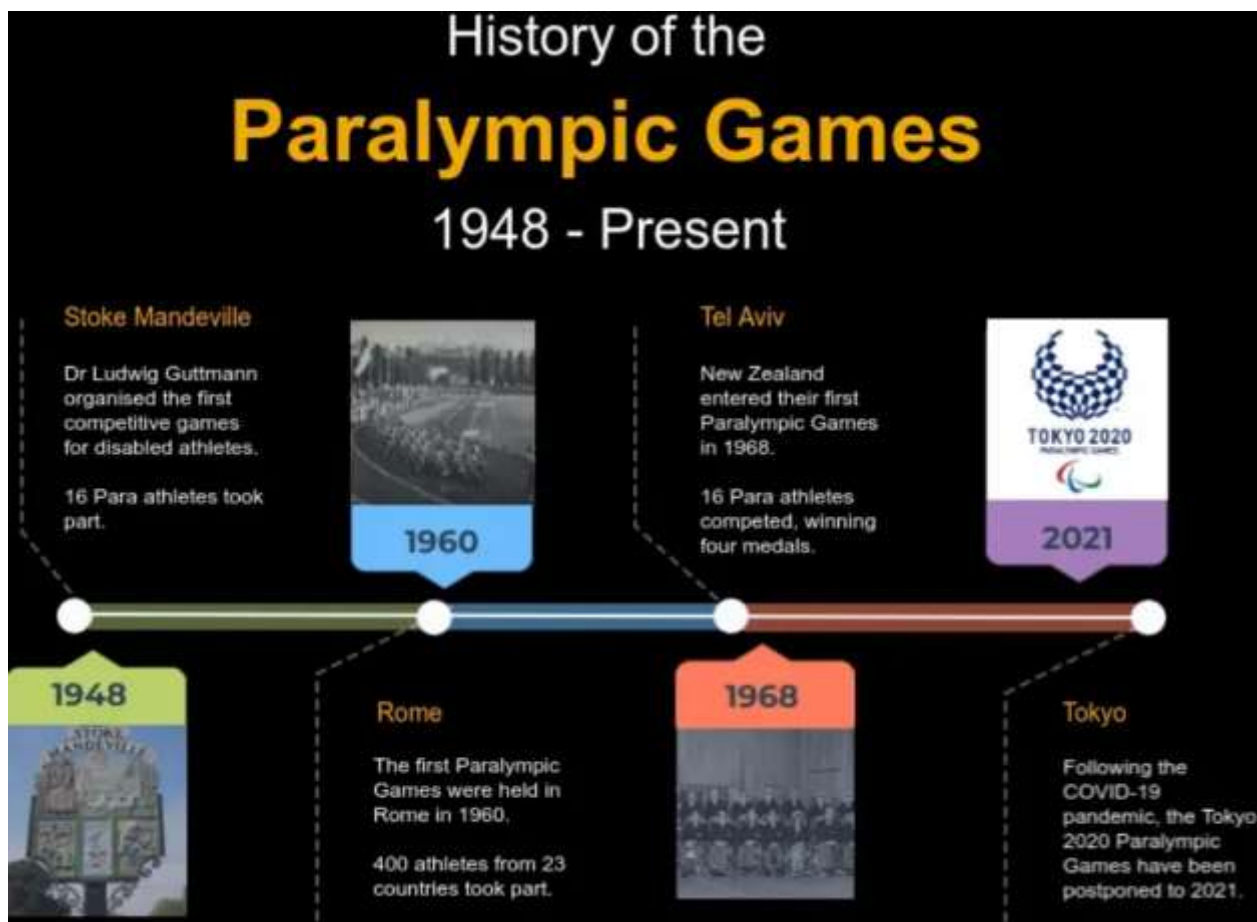 History of the
Paralympic Games
1948 - Present
Stoke Mandeville
Dr Ludwig Guttmann
organised the first
competitive games
for disabled athletes.
16 Para athletes took
part.
1960
Tel Aviv
New Zealand
entered their first
Paralympic Games
in 1968.
16 Para athletes
competed, winning
four medals.
TOKYO 2020
PARALYMPIC GAMES
2021
1948
STOKE
MANDEVILLE
Rome
The first Paralympic
Games were held in
Rome in 1960.
400 athletes from 23
countries took part.
1968
Tokyo
Following the
COVID-19
pandemic, the Tokyo
2020 Paralympic
Games have been
postponed to 2021.